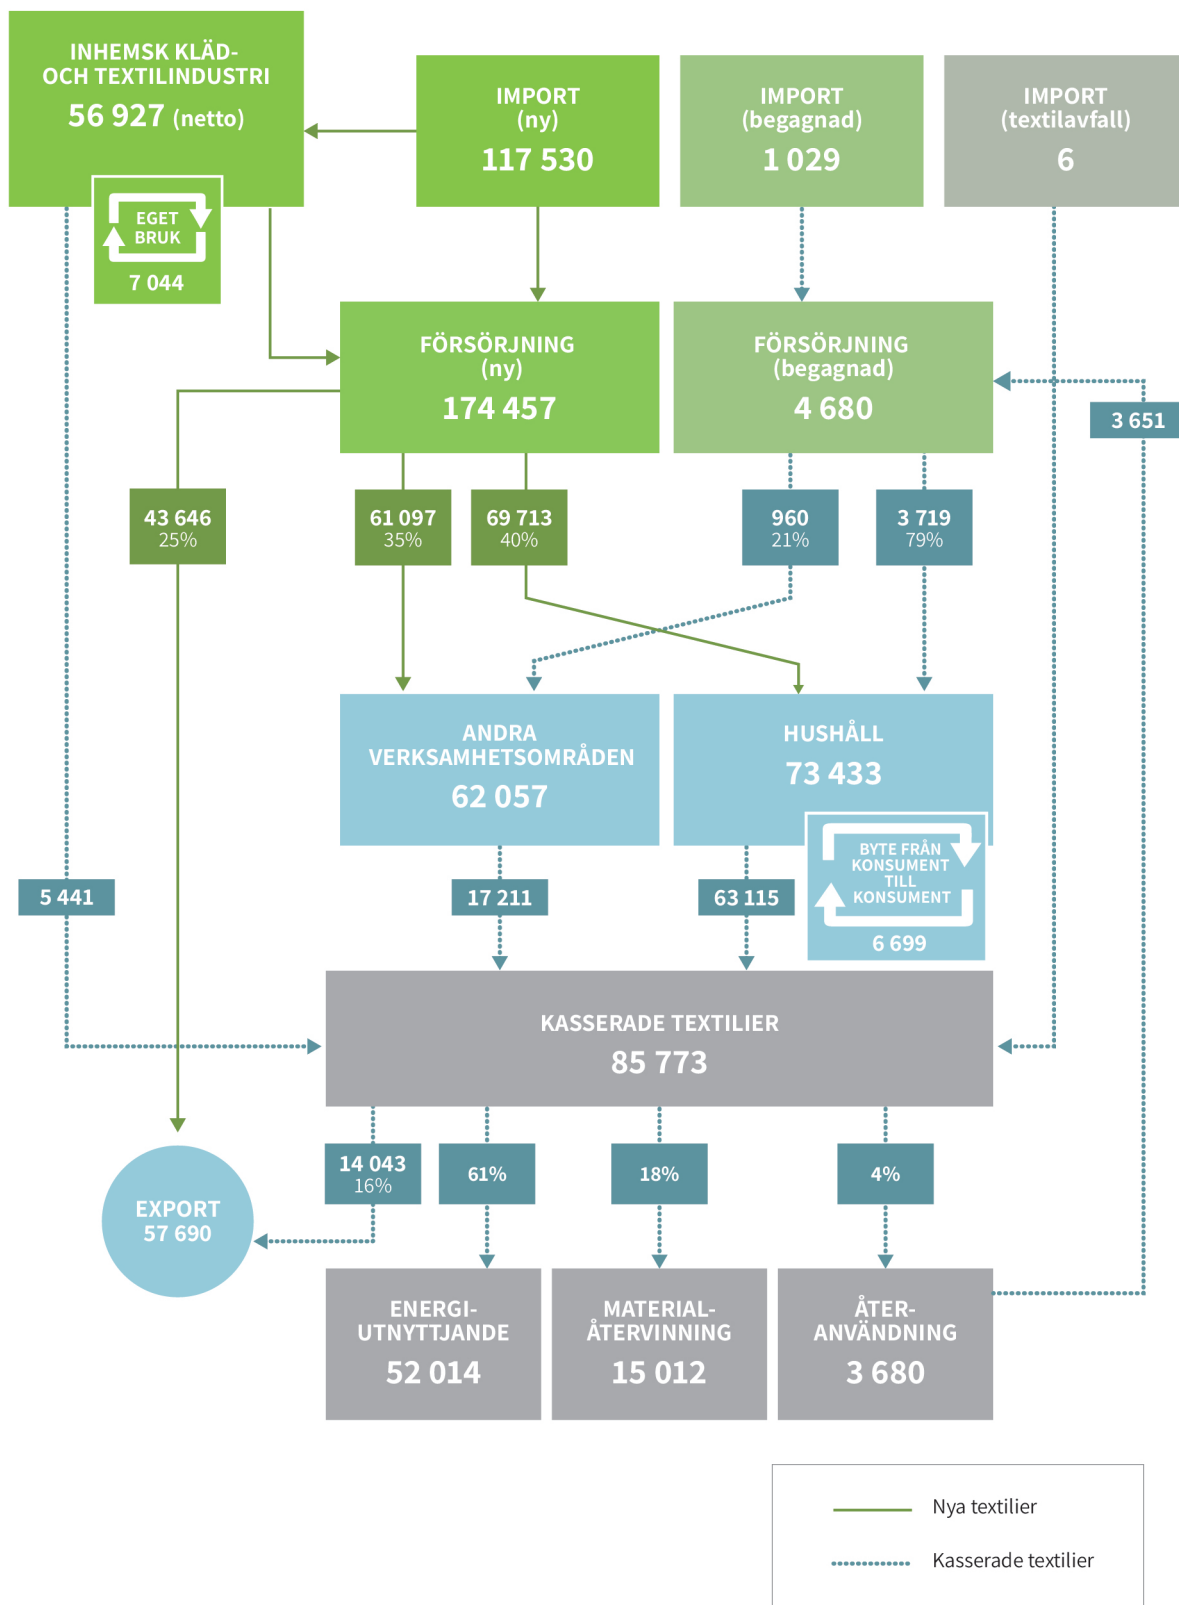 INHEMSK KLÄD-
OCH TEXTILINDUSTRI
56 927 (netto)
EGET
BRUK
7 044
IMPORT
(ny)
117 530
IMPORT
(begagnad)
1 029
IMPORT
(textilavfall)
6
FÖRSÖRJNING
(ny)
174 457
FÖRSÖRJNING
(begagnad)
4 680
3 651
43 646
25%
61 097
35%
69 713
40%
960
21%
3 719
79%
ANDRA
VERKSAMHETSOMRÅDEN
62 057
HUSHÅLL
73 433
BYTE FRÅN
KONSUMENT
TILL
KONSUMENT
6 699
5 441
17 211
63 115
KASSERADE TEXTILIER
85 773
14 043
16%
61%
18%
4%
EXPORT
57 690
ENERGI-
UTNYTTJANDE
52 014
MATERIAL-
ÅTERVINNING
15 012
ÅTER-
ANVÄNDNING
3 680
Nya textilier
Kasserade textilier